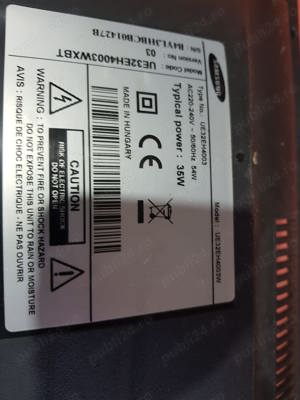 SAMSUNG
Model : UE32EH4003W
Type No. : UE32EH4003
AC220-240V ~ 50/60Hz 54W
Typical power : 35W
MADE IN HUNGARY
Model Code : UE32EH4003WXBT
Version No : 03
CAUTION
RISK OF ELECTRIC SHOCK
DO NOT OPEN
WARNING : TO PREVENT FIRE OR SHOCK HAZARD
DO NOT EXPOSE THIS UNIT TO RAIN OR MOISTURE
AVIS : RISQUE DE CHOC ELECTRIQUE - NE PAS OUVRIR